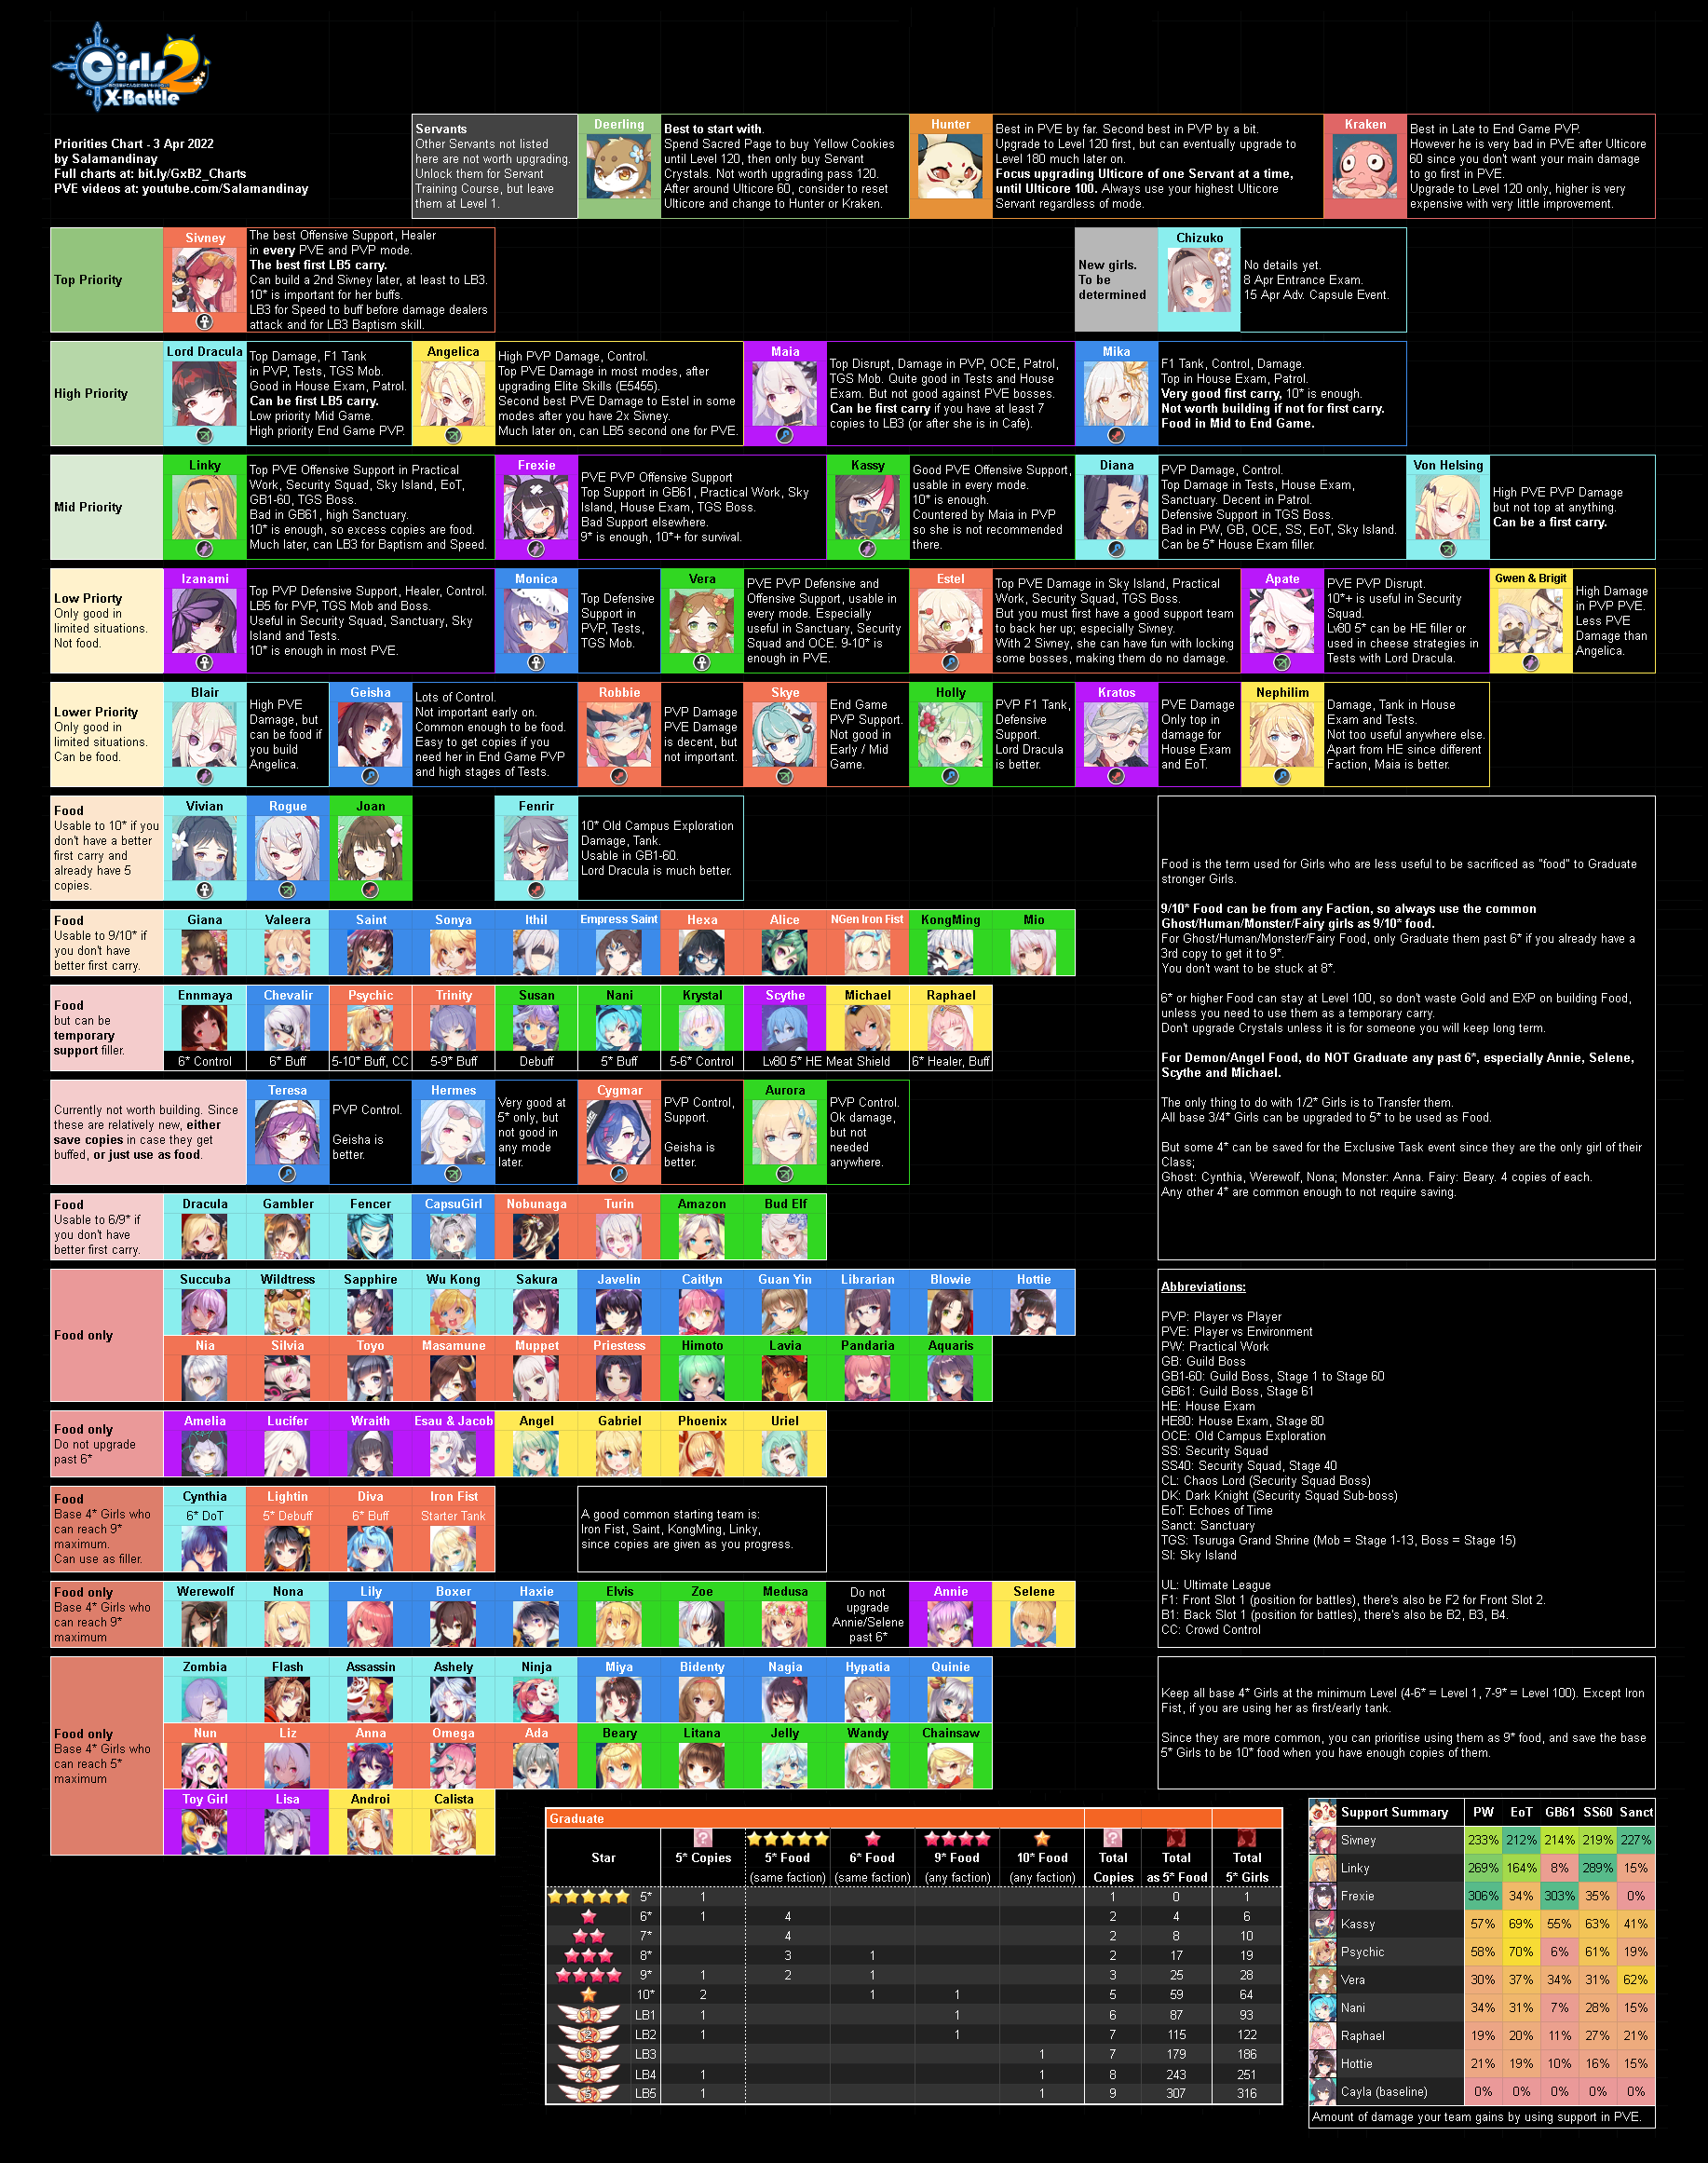 Girls 2
X-Battle
Priorities Chart - 3 Apr 2022
by Salamandinay
Full charts at: bit.ly/GxB2_Charts
PVE videos at: youtube.com/Salamandinay
Servants
Other Servants not listed
here are not worth upgrading.
Unlock them for Servant
Training Course, but leave
them at Level 1.
Deerling
Best to start with.
Spend Sacred Page to buy Yellow Cookies
until Level 120, then only buy Servant
Crystals. Not worth upgrading pass 120.
After around Ulticore 60, consider to reset
Ulticore and change to Hunter or Kraken.
Hunter
Best in PVE by far. Second best in PVP by a bit.
Upgrade to Level 120 first, but can eventually upgrade to
Level 180 much later on.
Focus upgrading Ulticore of one Servant at a time,
until Ulticore 100. Always use your highest Ulticore
Servant regardless of mode.
Kraken
Best in Late to End Game PVP.
However he is very bad in PVE after Ulticore
60 since you don't want your main damage
to go first in PVE.
Upgrade to Level 120 only, higher is very
expensive with very little improvement.
Top Priority
Sivney
The best Offensive Support, Healer
in every PVE and PVP mode.
The best first LB5 carry.
Can build a 2nd Sivney later, at least to LB3.
10* is important for her buffs.
LB3 for Speed to buff before damage dealers
attack and for LB3 Baptism skill.
New girls.
To be
determined
Chizuko
No details yet.
8 Apr Entrance Exam.
15 Apr Adv. Capsule Event.
High Priority
Lord Dracula
Top Damage, F1 Tank
in PVP, Tests, TGS Mob.
Good in House Exam, Patrol.
Can be first LB5 carry.
Low priority Mid Game.
High priority End Game PVP.
Angelica
High PVP Damage, Control.
Top PVE Damage in most modes, after
upgrading Elite Skills (E5455).
Second best PVE Damage to Estel in some
modes after you have 2x Sivney.
Much later on, can LB5 second one for PVE.
Maia
Top Disrupt, Damage in PVP, OCE, Patrol,
TGS Mob. Quite good in Tests and House
Exam. But not good against PVE bosses.
Can be first carry if you have at least 7
copies to LB3 (or after she is in Cafe).
Mika
F1 Tank, Control, Damage.
Top in House Exam, Patrol.
Very good first carry, 10* is enough.
Not worth building if not for first carry.
Food in Mid to End Game.
Mid Priority
Linky
Top PVE Offensive Support in Practical
Work, Security Squad, Sky Island, EoT,
GB1-60, TGS Boss.
Bad in GB61, high Sanctuary.
10* is enough, so excess copies are food.
Much later, can LB3 for Baptism and Speed.
Frexie
PVE PVP Offensive Support
Top Support in GB61, Practical Work, Sky
Island, House Exam, TGS Boss.
Bad Support elsewhere.
9* is enough, 10*+ for survival.
Kassy
Good PVE Offensive Support,
usable in every mode.
10* is enough.
Countered by Maia in PVP
so she is not recommended
there.
Diana
PVP Damage, Control.
Top Damage in Tests, House Exam,
Sanctuary. Decent in Patrol.
Defensive Support in TGS Boss.
Bad in PW, GB, OCE, SS, EoT, Sky Island.
Can be 5* House Exam filler.
Von Helsing
High PVE PVP Damage
but not top at anything.
Can be a first carry.
Low Priorty
Only good in
limited situations.
Not food.
Izanami
Top PVP Defensive Support, Healer, Control.
LB5 for PVP, TGS Mob and Boss.
Useful in Security Squad, Sanctuary, Sky
Island and Tests.
10* is enough in most PVE.
Monica
Top Defensive
Support in
PVP, Tests,
TGS Mob.
Vera
PVE PVP Defensive and
Offensive Support, usable in
every mode. Especially
useful in Sanctuary, Security
Squad and OCE. 9-10* is
enough in PVE.
Estel
Top PVE Damage in Sky Island, Practical
Work, Security Squad, TGS Boss.
But you must first have a good support team
to back her up; especially Sivney.
With 2 Sivney, she can have fun with locking
some bosses, making them do no damage.
Apate
PVE PVP Disrupt.
10*+ is useful in Security
Squad.
Lv80 5* can be HE filler or
used in cheese strategies in
Tests with Lord Dracula.
Gwen & Brigit
High Damage
in PVP PVE.
Less PVE
Damage than
Angelica.
Lower Priority
Only good in
limited situations.
Can be food.
Blair
High PVE
Damage, but
can be food if
you build
Angelica.
Geisha
Lots of Control.
Not important early on.
Common enough to be food.
Easy to get copies if you
need her in End Game PVP
and high stages of Tests.
Robbie
PVP Damage
PVE Damage
is decent, but
not important.
Skye
End Game
PVP Support.
Not good in
Early / Mid
Game.
Holly
PVP F1 Tank,
Defensive
Support.
Lord Dracula
is better.
Kratos
PVE Damage
Only top in
damage for
House Exam
and EoT.
Nephilim
Damage, Tank in House
Exam and Tests.
Not too useful anywhere else.
Apart from HE since different
Faction, Maia is better.
Food
Usable to 10* if you
don't have a better
first carry and
already have 5
copies.
Vivian
Rogue
Joan
Fenrir
10* Old Campus Exploration
Damage, Tank.
Usable in GB1-60.
Lord Dracula is much better.
Food
Usable to 9/10* if
you don't have
better first carry.
Giana Valeera Saint Sonya Ithil Empress Saint Hexa Alice NGen Iron Fist KongMing Mio
Food
but can be
temporary
support filler.
Ennmaya Chevalir Psychic Trinity Susan Nani Krystal Scythe Michael Raphael
6* Control 6* Buff 5-10* Buff, CC 5-9* Buff Debuff 5* Buff 5-6* Control Lv80 5* HE Meat Shield 6* Healer, Buff
Currently not worth building. Since
these are relatively new, either
save copies in case they get
buffed, or just use as food.
Teresa
PVP Control.
Geisha is
better.
Hermes
Very good at
5* only, but
not good in
any mode
later.
Cygmar
PVP Control,
Support.
Geisha is
better.
Aurora
PVP Control.
Ok damage,
but not
needed
anywhere.
Food is the term used for Girls who are less useful to be sacrificed as "food" to Graduate
stronger Girls.
9/10* Food can be from any Faction, so always use the common
Ghost/Human/Monster/Fairy girls as 9/10* food.
For Ghost/Human/Monster/Fairy Food, only Graduate them past 6* if you already have a
3rd copy to get it to 9*.
You don't want to be stuck at 8*.
6* or higher Food can stay at Level 100, so don't waste Gold and EXP on building Food,
unless you need to use them as a temporary carry.
Don't upgrade Crystals unless it is for someone you will keep long term.
For Demon/Angel Food, do NOT Graduate any past 6*, especially Annie, Selene,
Scythe and Michael.
The only thing to do with 1/2* Girls is to Transfer them.
All base 3/4* Girls can be upgraded to 5* to be used as Food.
But some 4* can be saved for the Exclusive Task event since they are the only girl of their
Class;
Ghost: Cynthia, Werewolf, Nona; Monster: Anna. Fairy: Beary. 4 copies of each.
Any other 4* are common enough to not require saving.
Food
Usable to 6/9* if
you don't have
better first carry.
Dracula Gambler Fencer CapsuGirl Nobunaga Turin Amazon Bud Elf
Food only
Succuba Wildtress Sapphire Wu Kong Sakura Javelin Caitlyn Guan Yin Librarian Blowie Hottie
Nia Silvia Toyo Masamune Muppet Priestess Himoto Lavia Pandaria Aquaris
Food only
Do not upgrade
past 6*
Amelia Lucifer Wraith Esau & Jacob Angel Gabriel Phoenix Uriel
Food
Base 4* Girls who
can reach 9*
maximum.
Can use as filler.
Cynthia Lightin Diva Iron Fist
6* DoT 5* Debuff 6* Buff Starter Tank
A good common starting team is:
Iron Fist, Saint, KongMing, Linky,
since copies are given as you progress.
Food only
Base 4* Girls who
can reach 9*
maximum
Werewolf Nona Lily Boxer Haxie Elvis Zoe Medusa
Do not
upgrade
Annie/Selene
past 6*
Annie Selene
Abbreviations:
PVP: Player vs Player
PVE: Player vs Environment
PW: Practical Work
GB: Guild Boss
GB1-60: Guild Boss, Stage 1 to Stage 60
GB61: Guild Boss, Stage 61
HE: House Exam
HE80: House Exam, Stage 80
OCE: Old Campus Exploration
SS: Security Squad
SS40: Security Squad, Stage 40
CL: Chaos Lord (Security Squad Boss)
DK: Dark Knight (Security Squad Sub-boss)
EoT: Echoes of Time
Sanct: Sanctuary
TGS: Tsuruga Grand Shrine (Mob = Stage 1-13, Boss = Stage 15)
SI: Sky Island
UL: Ultimate League
F1: Front Slot 1 (position for battles), there's also be F2 for Front Slot 2.
B1: Back Slot 1 (position for battles), there's also be B2, B3, B4.
CC: Crowd Control
Food only
Base 4* Girls who
can reach 5*
maximum
Zombia Flash Assassin Ashely Ninja Miya Bidenty Nagia Hypatia Quinie
Nun Liz Anna Omega Ada Beary Litana Jelly Wandy Chainsaw
Toy Girl Lisa Androi Calista
Keep all base 4* Girls at the minimum Level (4-6* = Level 1, 7-9* = Level 100). Except Iron
Fist, if you are using her as first/early tank.
Since they are more common, you can prioritise using them as 9* food, and save the base
5* Girls to be 10* food when you have enough copies of them.
Graduate
Star 5* Copies 5* Food 6* Food 9* Food 10* Food Total Total Total
(same faction) (same faction) (any faction) (any faction) Copies as 5* Food 5* Girls
5* 1 1 0 1
6* 1 4 2 4 6
7* 4 2 8 10
8* 3 1 2 17 19
9* 1 2 1 3 25 28
10* 2 1 1 5 59 64
LB1 1 1 6 87 93
LB2 1 1 7 115 122
LB3 1 7 179 186
LB4 1 1 8 243 251
LB5 1 1 9 307 316
Support Summary PW EoT GB61 SS60 Sanct
Sivney 233% 212% 214% 219% 227%
Linky 269% 164% 8% 289% 15%
Frexie 306% 34% 303% 35% 0%
Kassy 57% 69% 55% 63% 41%
Psychic 58% 70% 6% 61% 19%
Vera 30% 37% 34% 31% 62%
Nani 34% 31% 7% 28% 15%
Raphael 19% 20% 11% 27% 21%
Hottie 21% 19% 10% 16% 15%
Cayla (baseline) 0% 0% 0% 0% 0%
Amount of damage your team gains by using support in PVE.